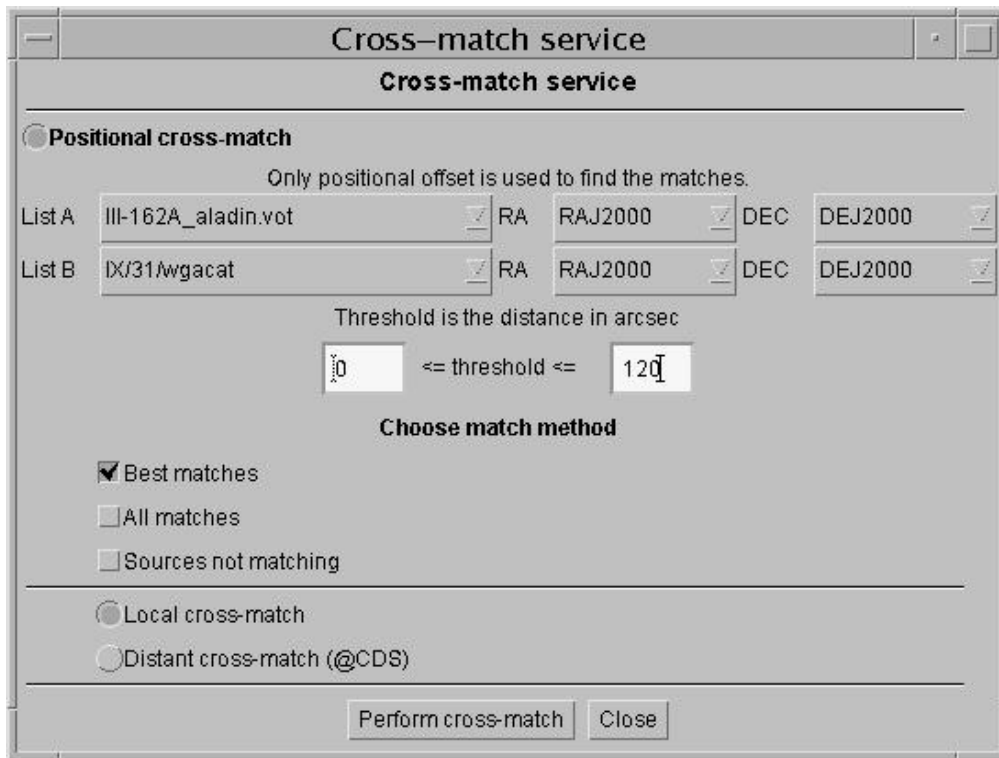 Cross–match service
Cross-match service
Positional cross-match
Only positional offset is used to find the matches.
List A III-162A_aladin.vot RA RAJ2000 DEC DEJ2000
List B IX/31/wgacat RA RAJ2000 DEC DEJ2000
Threshold is the distance in arcsec
0 <= threshold <= 120
Choose match method
Best matches
All matches
Sources not matching
Local cross-match
Distant cross-match (@CDS)
Perform cross-match Close